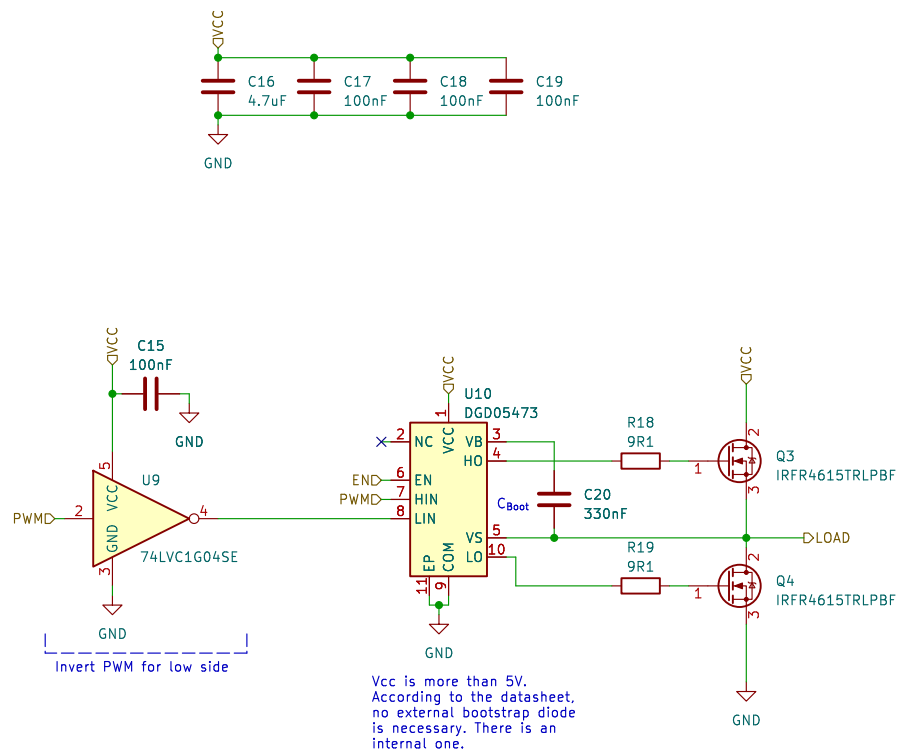 VCC
C16
4.7uF
C17
100nF
C18
100nF
C19
100nF
GND
VCC
C15
100nF
GND
5
U9
VCC
PWM
2
4
GND
74LVC1G04SE
3
GND
Invert PWM for low side
VCC
U10
DGD05473
1
2
NC
VCC
VB
3
HO
4
EN
6
EN
PWM
7
HIN
8
LIN
VS
5
LO
10
EP
COM
11
9
GND
CBoot
C20
330nF
R18
9R1
R19
9R1
VCC
2
1
3
Q3
IRFR4615TRLPBF
LOAD
2
1
3
Q4
IRFR4615TRLPBF
GND
Vcc is more than 5V.
According to the datasheet,
no external bootstrap diode
is necessary. There is an
internal one.